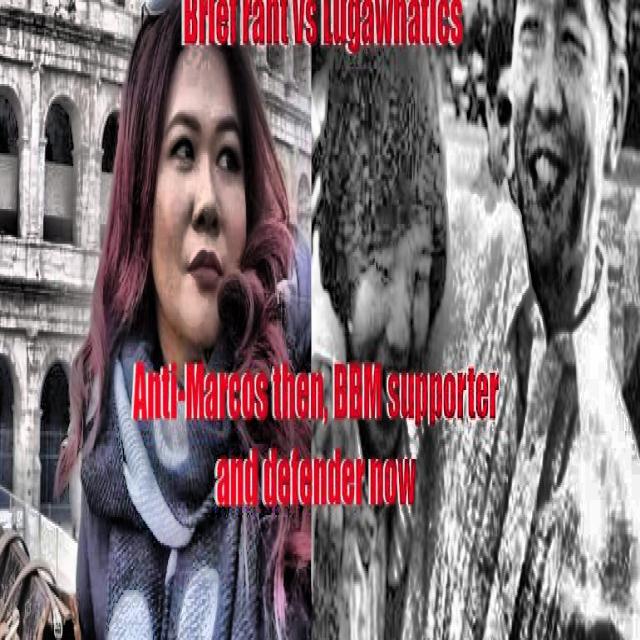 Brief rant vs Lugawnatics
Anti-Marcos then, BBM supporter
and defender now